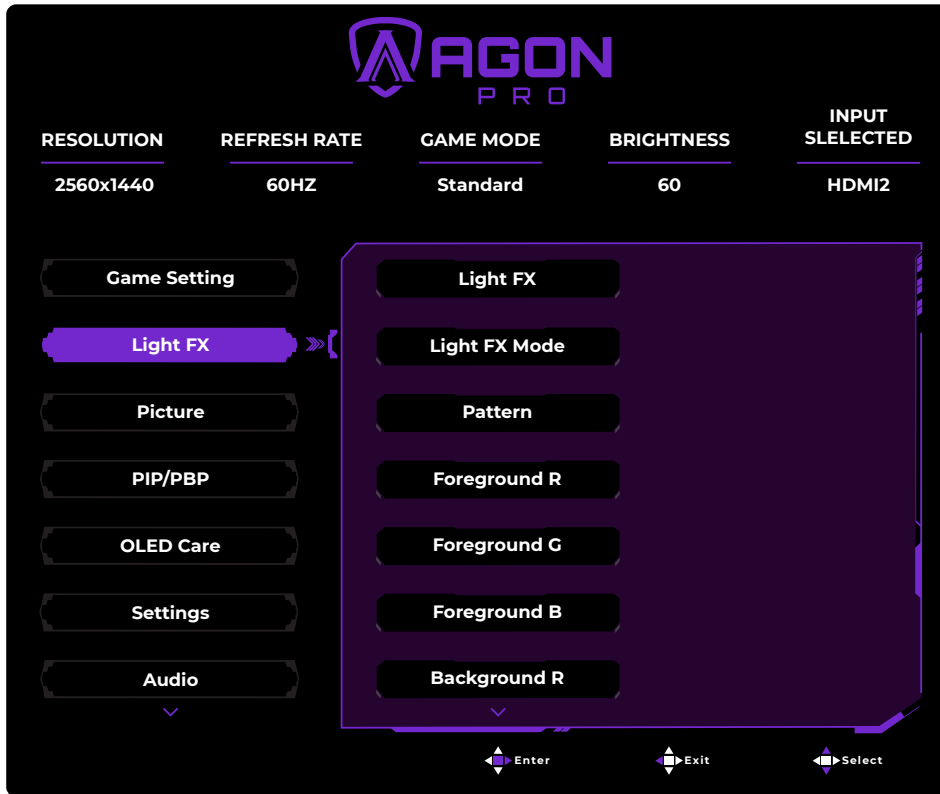 AGON
PRO
RESOLUTION
REFRESH RATE
GAME MODE
BRIGHTNESS
INPUT
SLELECTED
2560x1440
60HZ
Standard
60
HDMI2
Game Setting
Light FX
Picture
PIP/PBP
OLED Care
Settings
Audio
Light FX
Light FX Mode
Pattern
Foreground R
Foreground G
Foreground B
Background R
Enter
Exit
Select